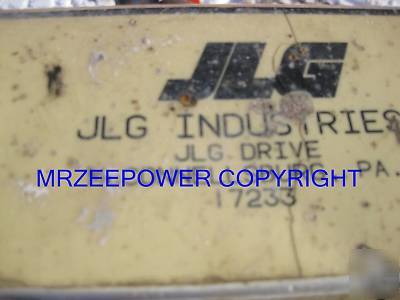 JLG
JLG INDUSTRIES
JLG DRIVE
PA.
MRZEEPOWER COPYRIGHT
17233